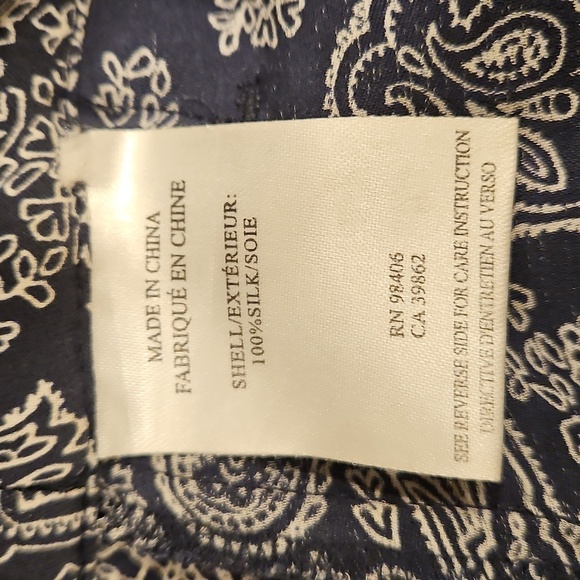 MADE IN CHINA
FABRIQUÉ EN CHINE
SHELL/EXTÉRIEUR:
100%SILK/SOIE
RN 98406
CA 39862
SEE REVERSE SIDE FOR CARE INSTRUCTION
DIRECTIVE D'ENTRETIEN AU VERSO